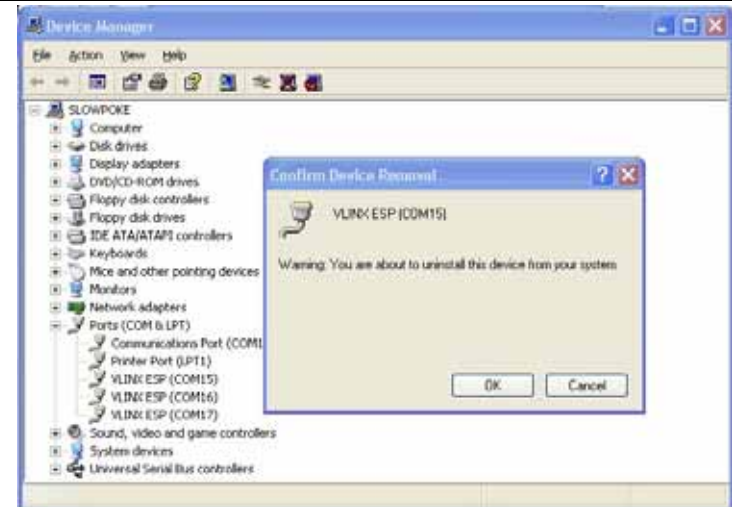 Device Manager
File Action View Help
SLOWPOKE
Computer
Disk drives
Display adapters
DVD/CD-ROM drives
Floppy disk controllers
Floppy disk drives
IDE ATA/ATAPI controllers
Keyboards
Mice and other pointing devices
Monitors
Network adapters
Ports (COM & LPT)
Communications Port (COM1
Printer Port (LPT1)
VLINX ESP (COM15)
VLINX ESP (COM16)
VLINX ESP (COM17)
Sound, video and game controllers
System devices
Universal Serial Bus controllers
Confirm Device Removal
VLINX ESP (COM15)
Warning: You are about to uninstall this device from your system.
OK Cancel